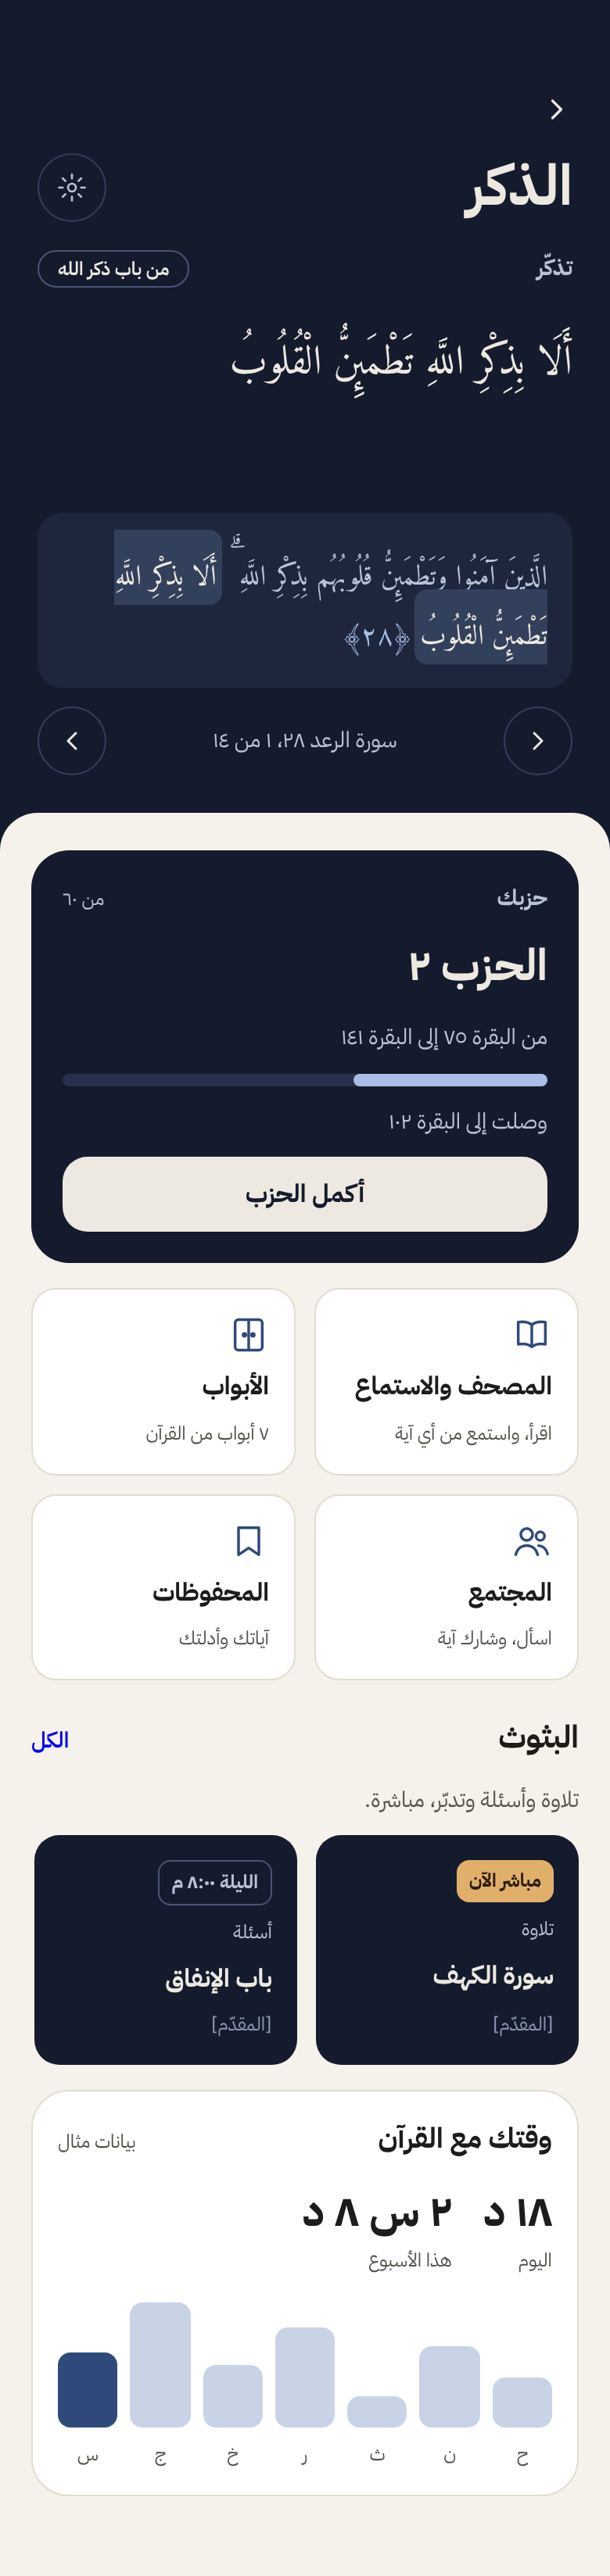 الذكر
تذكّر
من باب ذكر الله
أَلَا بِذِكْرِ اللَّهِ تَطْمَئِنُّ الْقُلُوبُ
الَّذِينَ آمَنُوا وَتَطْمَئِنُّ قُلُوبُهُم بِذِكْرِ اللَّهِ ۗ أَلَا بِذِكْرِ اللَّهِ
تَطْمَئِنُّ الْقُلُوبُ ﴿٢٨﴾
سورة الرعد ٢٨، ١ من ١٤
حزبك
من ٦٠
الحزب ٢
من البقرة ٧٥ إلى البقرة ١٤١
وصلت إلى البقرة ١٠٢
أكمل الحزب
المصحف والاستماع
اقرأ، واستمع من أي آية
الأبواب
٧ أبواب من القرآن
المجتمع
اسأل، وشارك آية
المحفوظات
آياتك وأدلتك
البثوث
الكل
تلاوة وأسئلة وتدبّر، مباشرة.
مباشر الآن
تلاوة
سورة الكهف
[المقدّم]
الليلة ٨:٠٠ م
أسئلة
باب الإنفاق
[المقدّم]
وقتك مع القرآن
بيانات مثال
١٨ د
اليوم
٢ س ٨ د
هذا الأسبوع
ح ن ث ر خ ج س